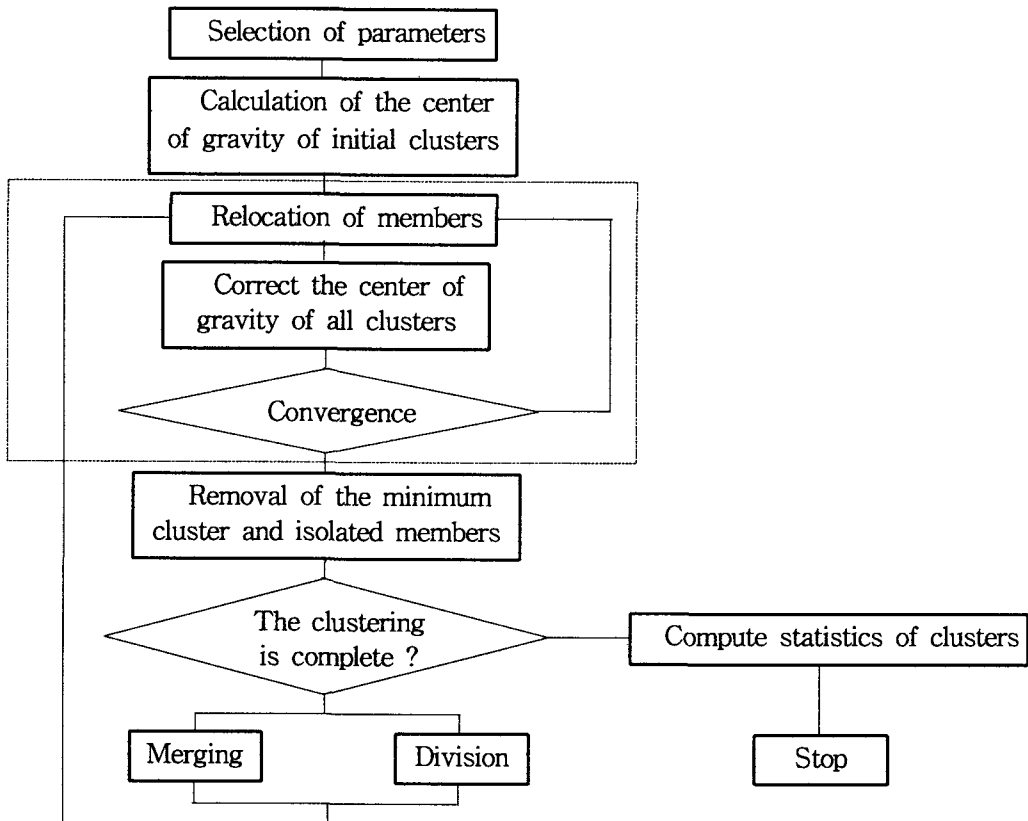 Selection of parameters
Calculation of the center
of gravity of initial clusters
Relocation of members
Correct the center of
gravity of all clusters
Convergence
Removal of the minimum
cluster and isolated members
The clustering
is complete ?
Compute statistics of clusters
Merging
Division
Stop